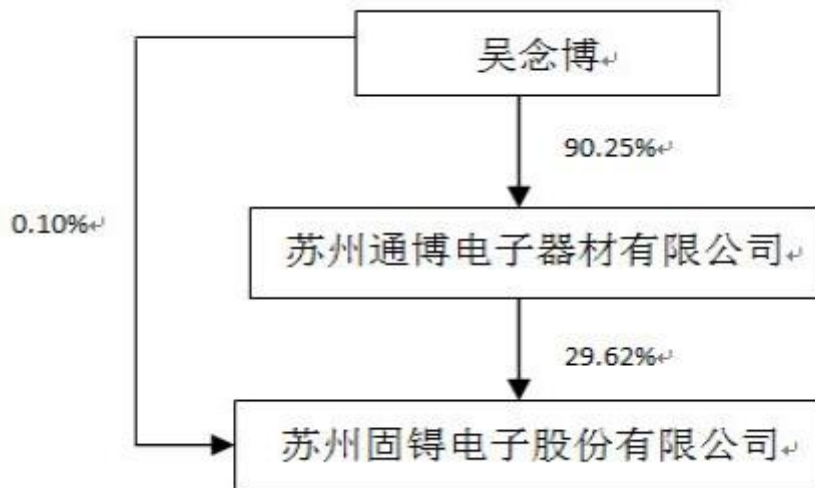 吴念博
90.25%
0.10%
苏州通博电子器材有限公司
29.62%
苏州固锝电子股份有限公司